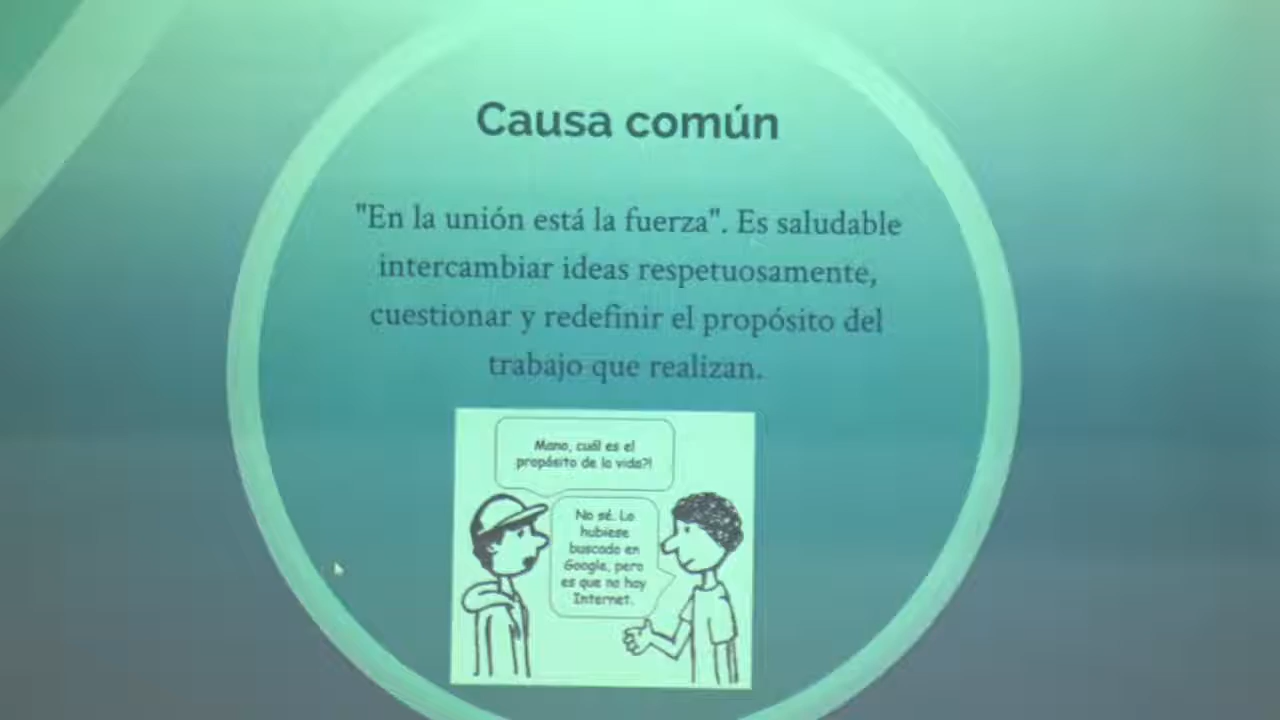 Causa común
"En la unión está la fuerza". Es saludable
intercambiar ideas respetuosamente,
cuestionar y redefinir el propósito del
trabajo que realizan.
Mano, cuál es el
propósito de la vida?!
No sé. Lo
hubiese
buscado en
Google, pero
es que no hay
Internet.